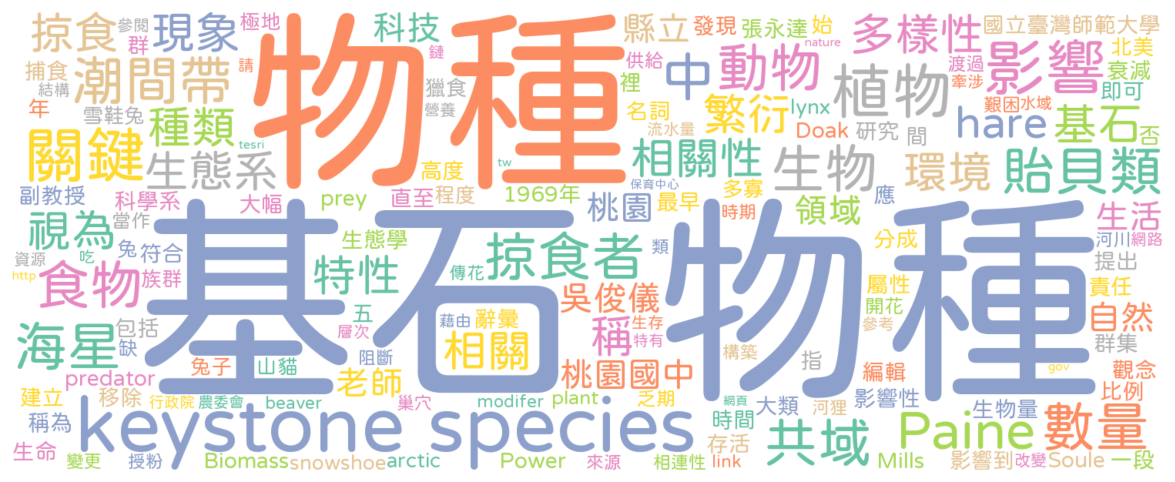 掠食
參閱
群
現象
極地
科技
物種
縣立
發現
張永達
始
多樣性
國立臺灣師範大學
鏈
請
供給
nature
裡
中
動物
影響
渡過
牽涉
北美
衰減
捕食
結構
潮間帶
年
雪鞋兔
獵食
營養
植物
艱困
水域
即可
關鍵
種類
tesri
高度
tw
名詞
流水量
繁衍
lynx
Doak
研究
間
hare
基石
否
生態系
相關性
生物
環境
貽貝類
副教授
科學系
當作
大幅
prey
直至
程度
1969年
保育中心
桃園
最早
多寡
時期
領域
應
生活
視為
兔
符合
生態學
基石物種
分成
河川
網路
資源
吃
http
食物
族群
特性
傳花
掠食者
類
屬性
提出
責任
五
層次
吳俊儀
開花
海星
包括
缺
藉由
辭彙
稱
生存
特有
參考
自然
群集
兔子
山貓
阻斷
相關
構築
指
predator
老師
桃園國中
編輯
gov
觀念
比例
建立
移除
行政院
農委會
beaver
巢穴
modifer
plant
乏期
網頁
大類
河狸
影響性
生物量
稱為
keystone species
時間
共域
Paine
數量
生命
變更
授粉
Biomass
snowshoe
arctic
Power
來源
相連性
存活
link
Mills
影響到
改變
Soule
一段